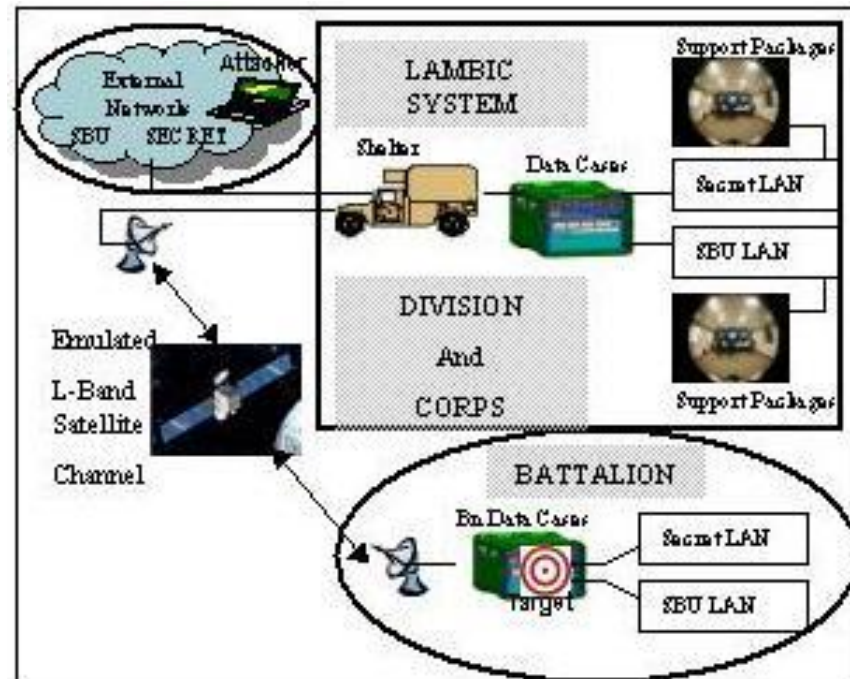 External
Network
SBU SECRET
Attacker
LAMBIC
SYSTEM
Support Packages
Shelter
Data Cases
Secret LAN
SBU LAN
DIVISION
And
CORPS
Support Packages
Emulated
L-Band
Satellite
Channel
BATTALION
Bn Data Cases
Target
Secret LAN
SBU LAN